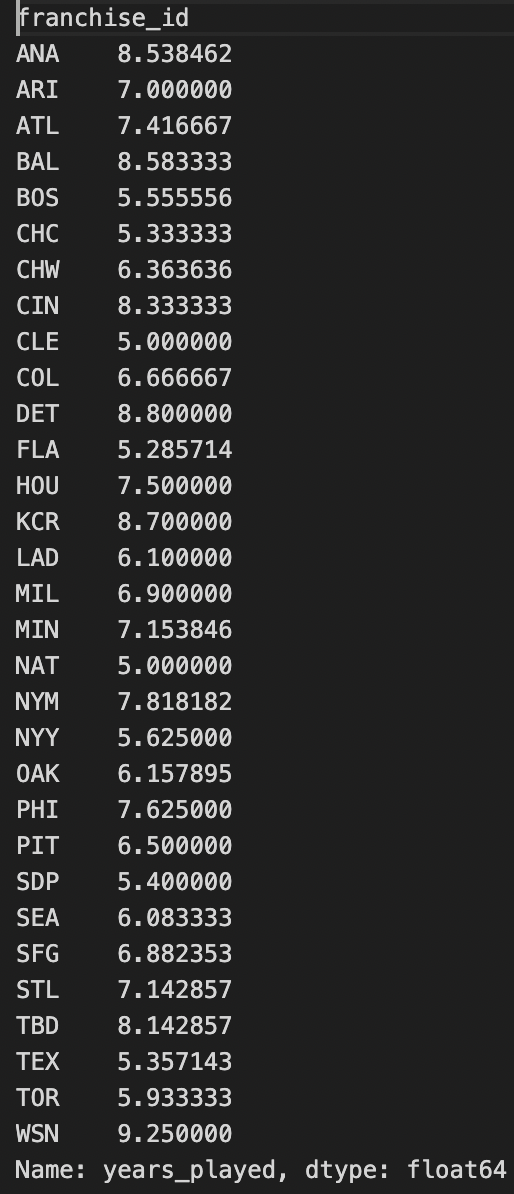 franchise_id
ANA    8.538462
ARI    7.000000
ATL    7.416667
BAL    8.583333
BOS    5.555556
CHC    5.333333
CHW    6.363636
CIN    8.333333
CLE    5.000000
COL    6.666667
DET    8.800000
FLA    5.285714
HOU    7.500000
KCR    8.700000
LAD    6.100000
MIL    6.900000
MIN    7.153846
NAT    5.000000
NYM    7.818182
NYY    5.625000
OAK    6.157895
PHI    7.625000
PIT    6.500000
SDP    5.400000
SEA    6.083333
SFG    6.882353
STL    7.142857
TBD    8.142857
TEX    5.357143
TOR    5.933333
WSN    9.250000
Name: years_played, dtype: float64